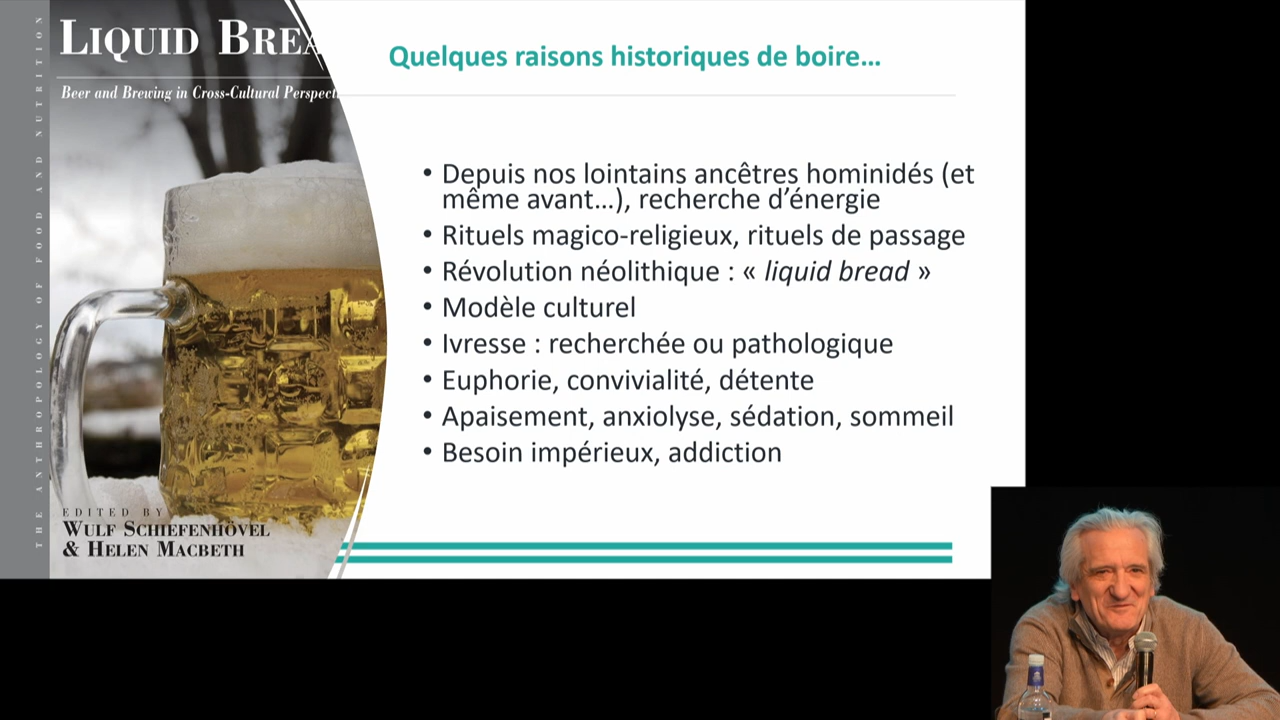 THE ANTHROPOLOGY OF FOOD AND NUTRITION
LIQUID BREA
Beer and Brewing in Cross-Cultural Perspect
EDITED BY
WULF SCHIEFENHÖVEL
& HELEN MACBETH
Quelques raisons historiques de boire…
• Depuis nos lointains ancêtres hominidés (et
même avant…), recherche d’énergie
• Rituels magico-religieux, rituels de passage
• Révolution néolithique : « liquid bread »
• Modèle culturel
• Ivresse : recherchée ou pathologique
• Euphorie, convivialité, détente
• Apaisement, anxiolyse, sédation, sommeil
• Besoin impérieux, addiction